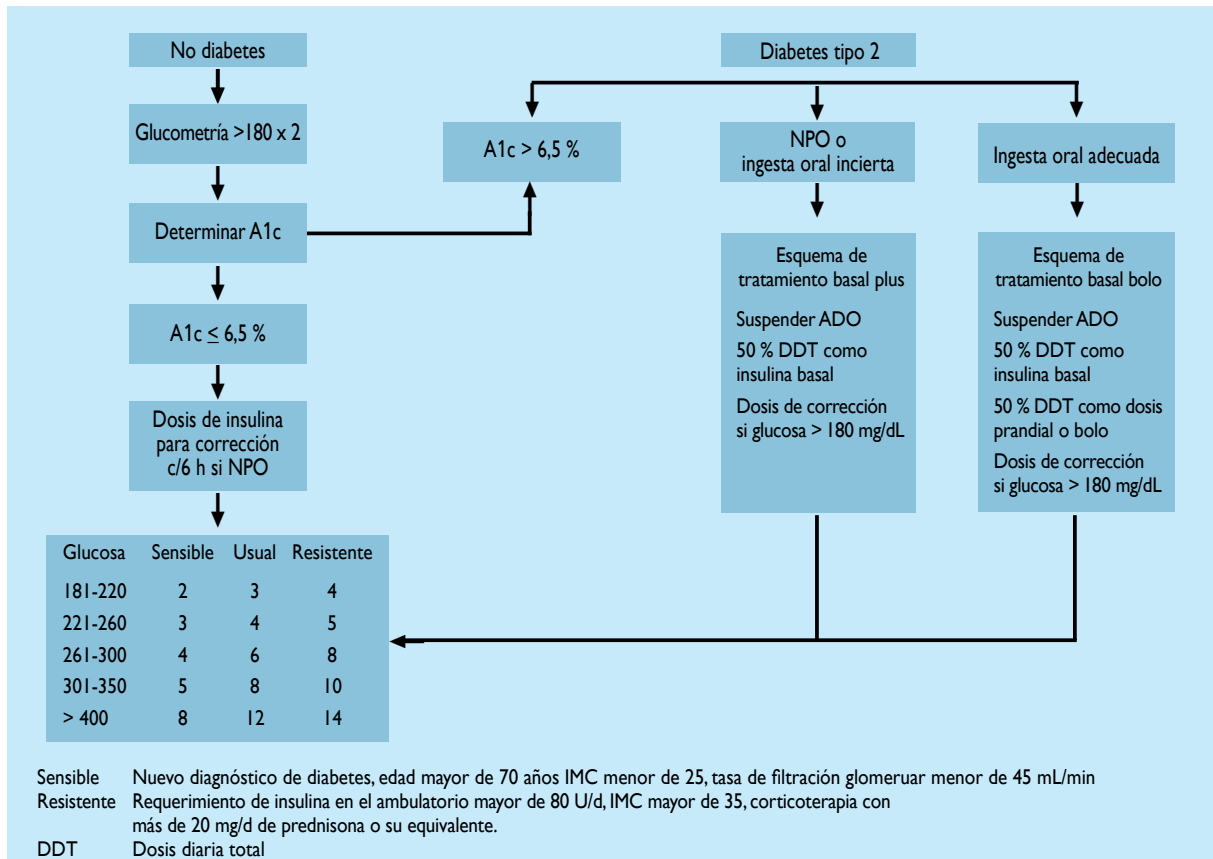 No diabetes
Glucometría >180 x 2
Determinar A1c
A1c ≤ 6,5 %
Dosis de insulina
para corrección
c/6 h si NPO
Glucosa Sensible Usual Resistente
181-220 2 3 4
221-260 3 4 5
261-300 4 6 8
301-350 5 8 10
> 400 8 12 14
Diabetes tipo 2
A1c > 6,5 %
NPO o
ingesta oral incierta
Ingesta oral adecuada
Esquema de
tratamiento basal plus
Suspender ADO
50 % DDT como
insulina basal
Dosis de corrección
si glucosa > 180 mg/dL
Esquema de
tratamiento basal bolo
Suspender ADO
50 % DDT como
insulina basal
50 % DDT como dosis
prandial o bolo
Dosis de corrección
si glucosa > 180 mg/dL
Sensible Nuevo diagnóstico de diabetes, edad mayor de 70 años IMC menor de 25, tasa de filtración glomeruar menor de 45 mL/min
Resistente Requerimiento de insulina en el ambulatorio mayor de 80 U/d, IMC mayor de 35, corticoterapia con
más de 20 mg/d de prednisona o su equivalente.
DDT Dosis diaria total